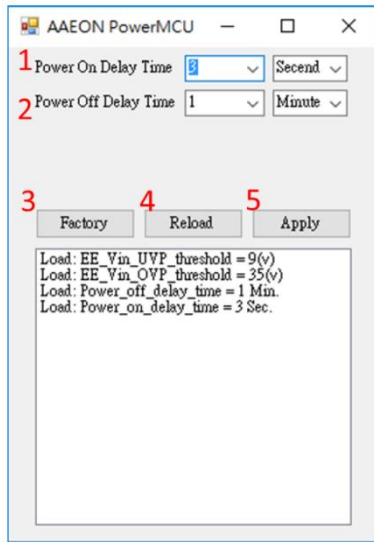 AAEON PowerMCU
1 Power On Delay Time 3 Secend
2 Power Off Delay Time 1 Minute
3 4 5
Factory Reload Apply
Load: EE_Vin_UVP_threshold = 9(v)
Load: EE_Vin_OVP_threshold = 35(v)
Load: Power_off_delay_time = 1 Min.
Load: Power_on_delay_time = 3 Sec.